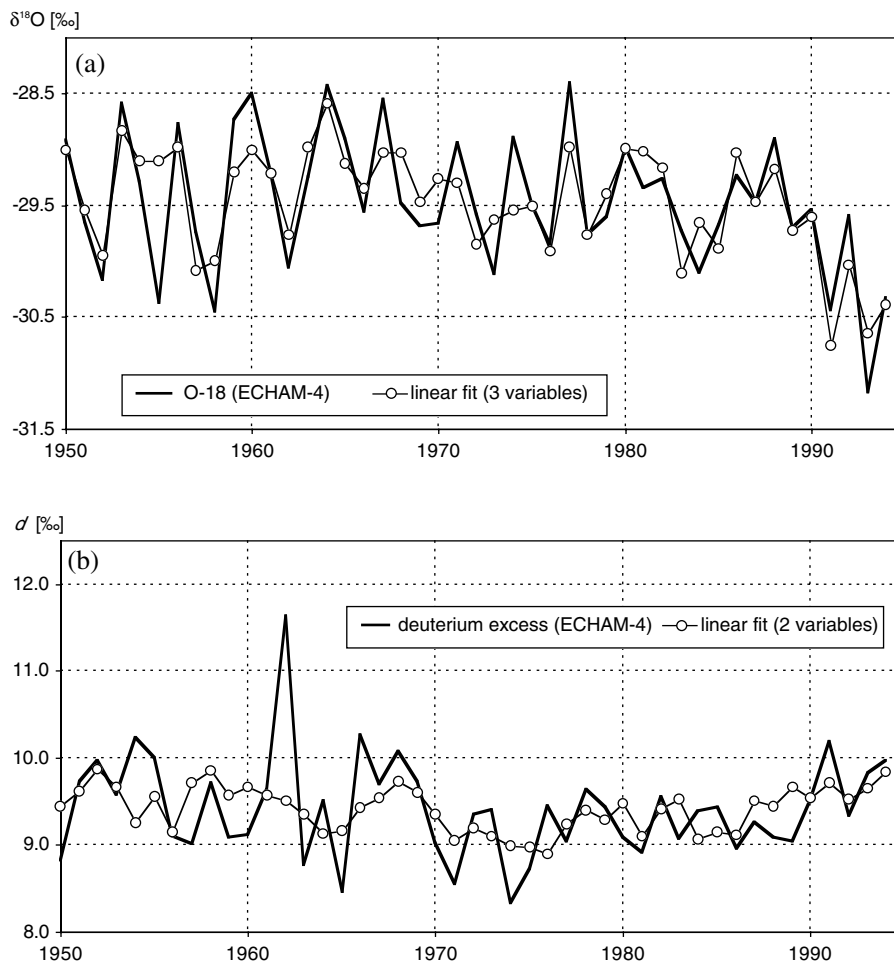 δ¹⁸O [‰]
(a)
-28.5
-29.5
-30.5
-31.5
O-18 (ECHAM-4) linear fit (3 variables)
1950 1960 1970 1980 1990
d [‰]
(b)
12.0
11.0
10.0
9.0
8.0
deuterium excess (ECHAM-4) linear fit (2 variables)
1950 1960 1970 1980 1990